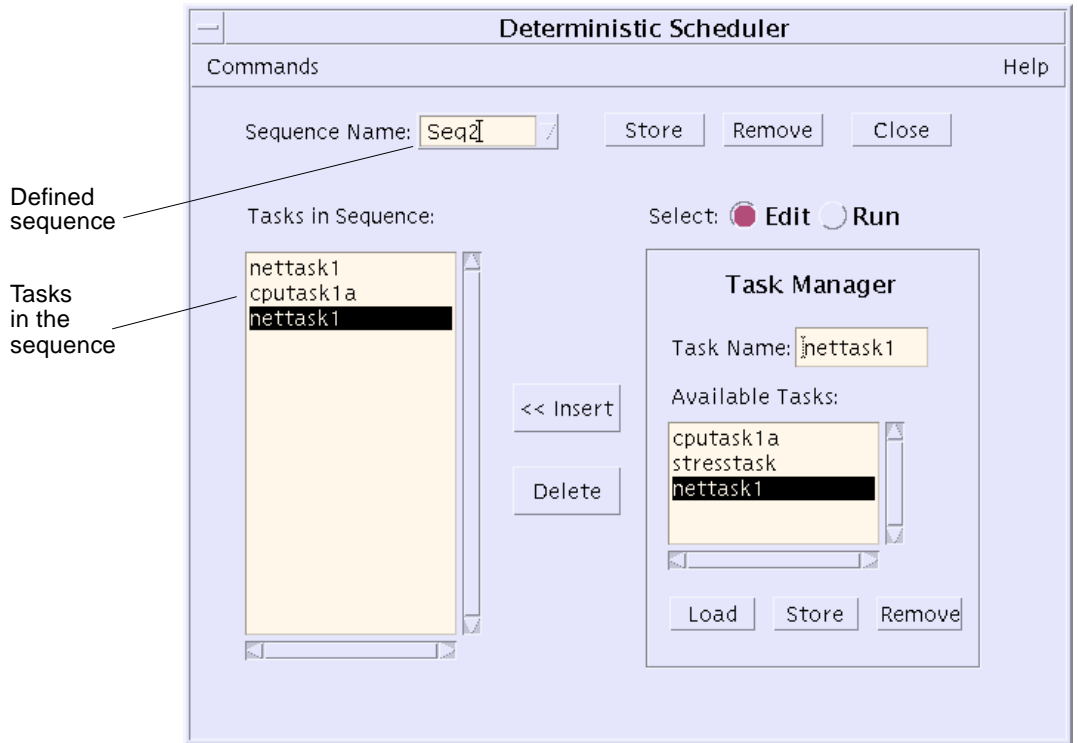 Deterministic Scheduler
Commands Help
Sequence Name: Seq2 Store Remove Close
Defined
sequence
Tasks in Sequence: Select: Edit Run
Tasks
in the
sequence
nettask1
cputask1a
nettask1
<< Insert
Delete
Task Manager
Task Name: nettask1
Available Tasks:
cputask1a
stresstask
nettask1
Load Store Remove